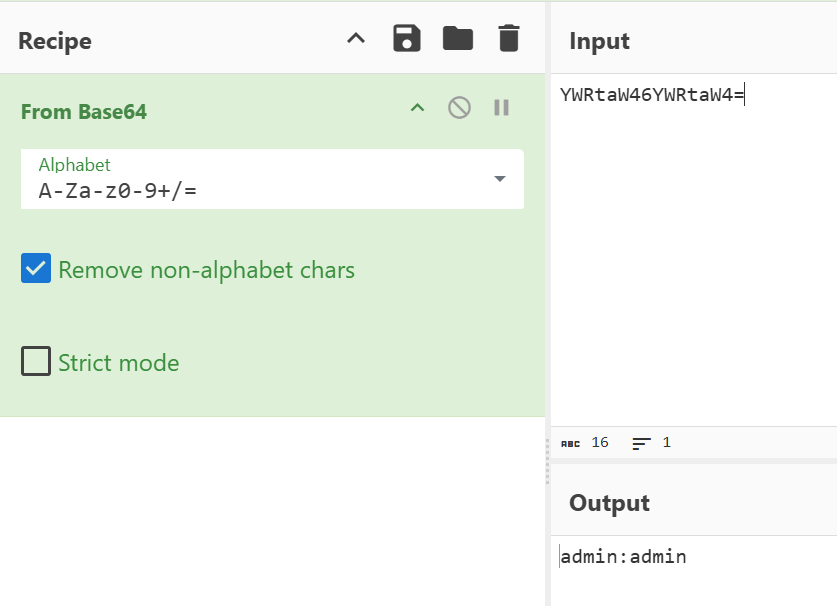 Recipe
From Base64
Alphabet
A-Za-z0-9+/=
Remove non-alphabet chars
Strict mode
Input
YWRtaW46YWRtaW4=
ABC 16 1
Output
admin:admin